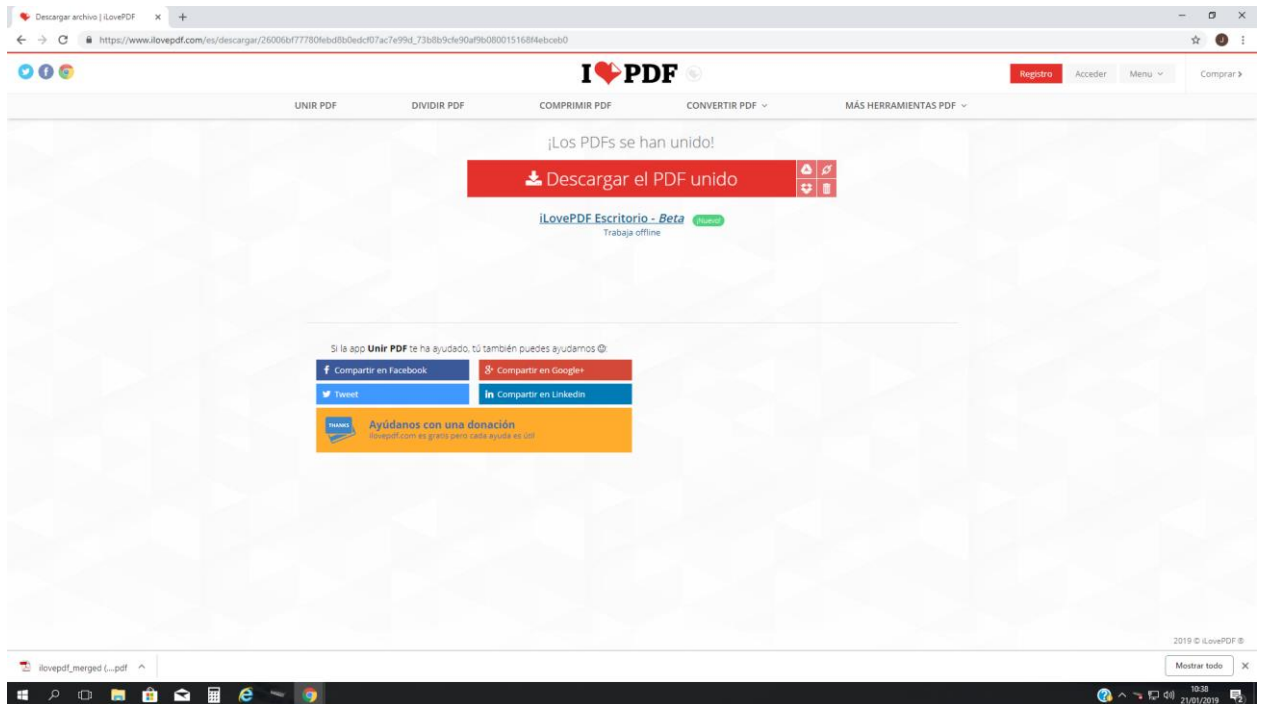 Descargar archivo | iLovePDF
https://www.ilovepdf.com/es/descargar/26006bf77780febd8b0edcf07ac7e99d_73b8b9cfe90af9b080015168f4ebceb0
I PDF
Registro Acceder Menu Comprar
UNIR PDF DIVIDIR PDF COMPRIMIR PDF CONVERTIR PDF MÁS HERRAMIENTAS PDF
¡Los PDFs se han unido!
Descargar el PDF unido
iLovePDF Escritorio - Beta ¡Nuevo!
Trabaja offline
Si la app Unir PDF te ha ayudado, tú también puedes ayudarnos
Compartir en Facebook
Compartir en Google+
Tweet
Compartir en Linkedin
THANKS
Ayúdanos con una donación
ilovepdf.com es gratis pero cada ayuda es útil
2019 © iLovePDF ®
ilovepdf_merged (....pdf
Mostrar todo
10:38
21/01/2019